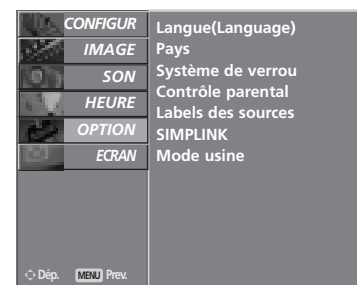 CONFIGUR
IMAGE
SON
HEURE
OPTION
ECRAN
Langue(Language)
Pays
Système de verrou
Contrôle parental
Labels des sources
SIMPLINK
Mode usine
Dép. MENU Prev.